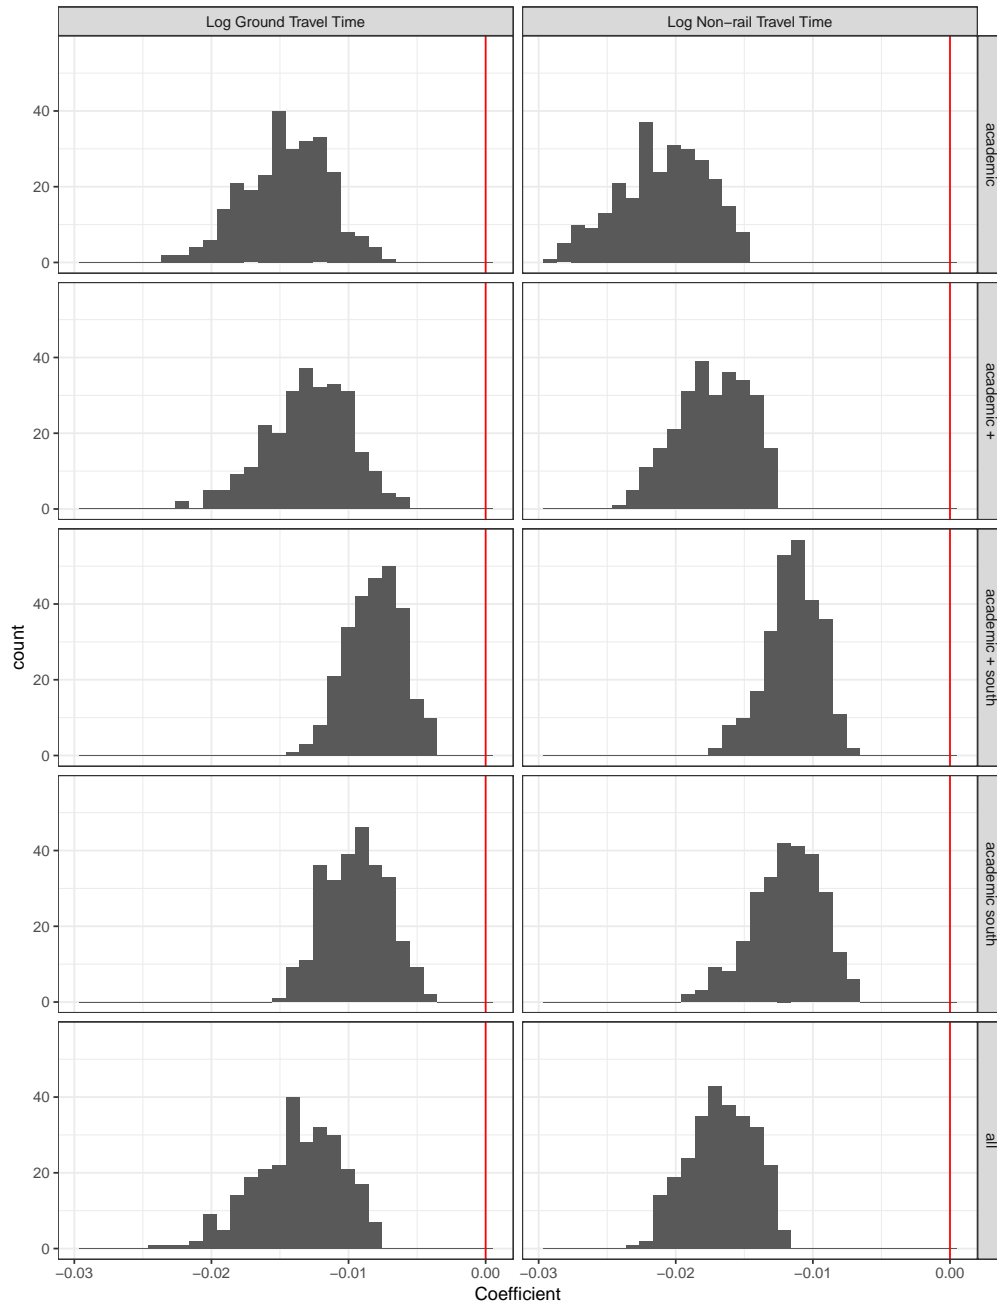 Log Ground Travel Time
Log Non−rail Travel Time
40
20
0
academic
40
20
0
academic +
40
20
0
academic + south
40
20
0
academic south
40
20
0
all
count
−0.03
−0.02
−0.01
0.00
−0.03
−0.02
−0.01
0.00
Coefficient